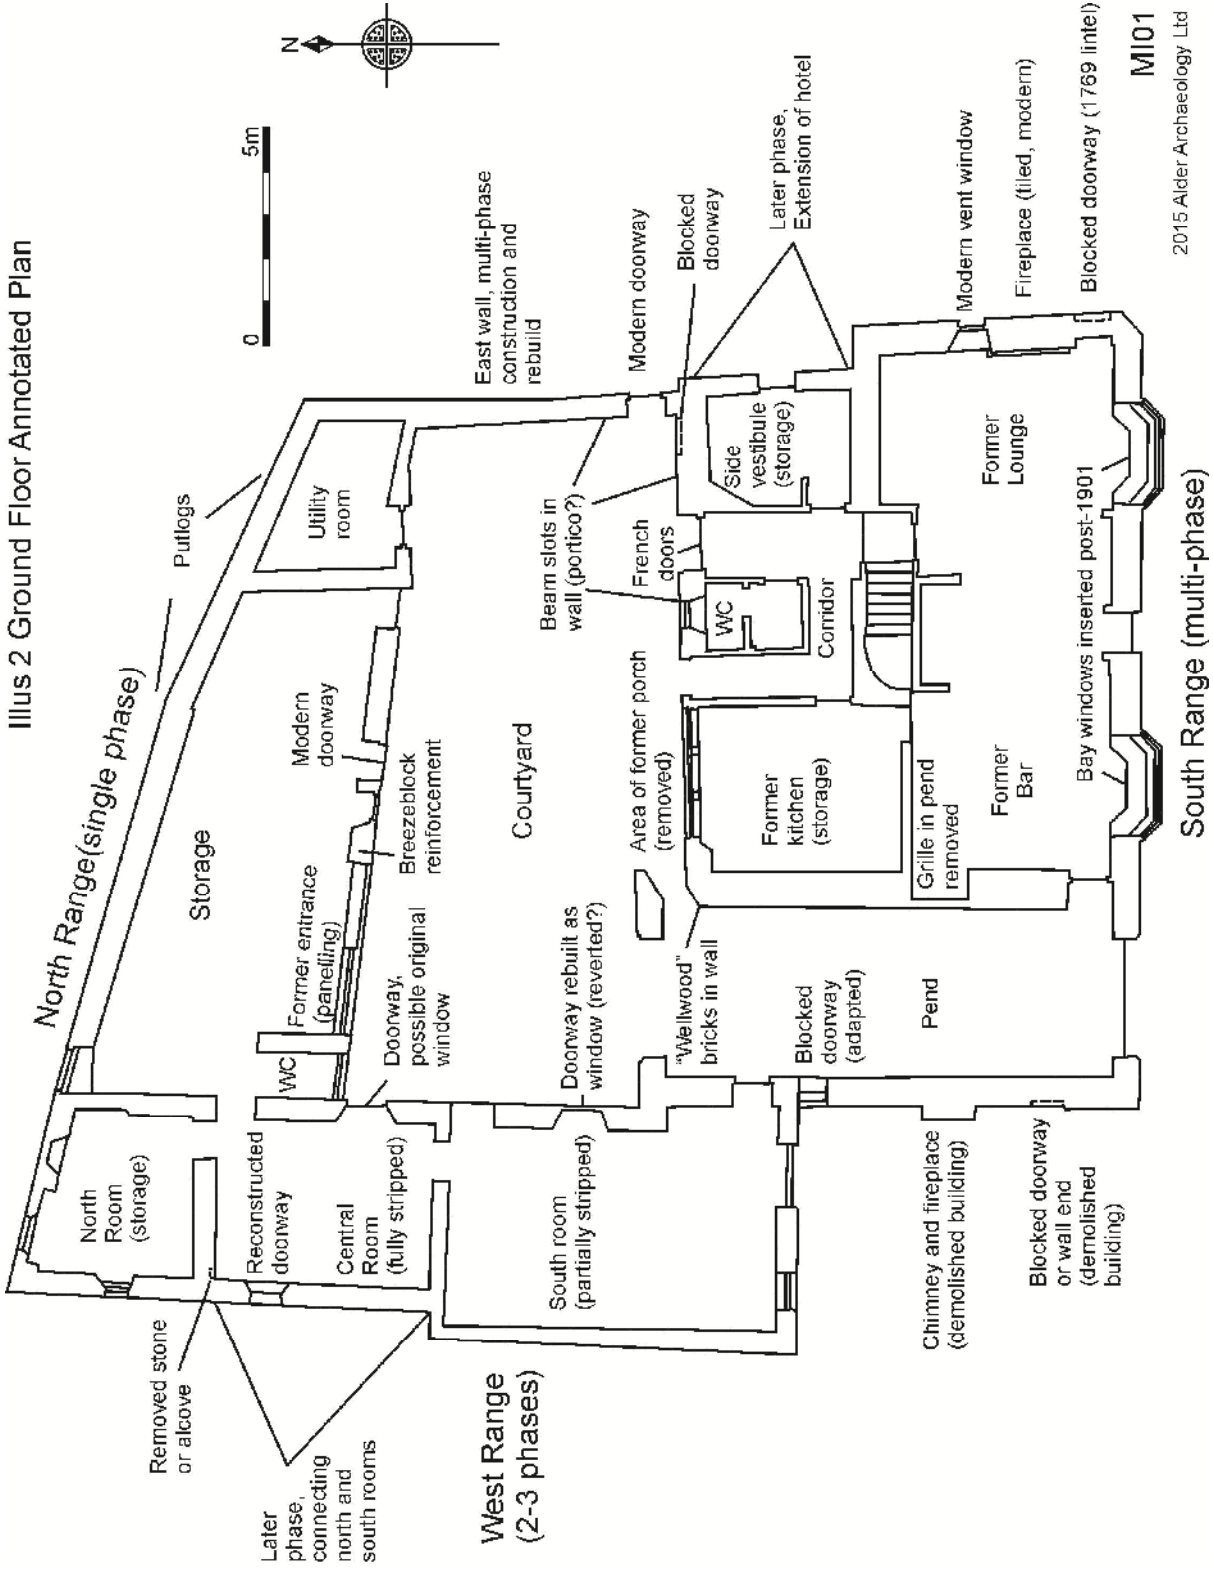 Illus 2 Ground Floor Annotated Plan
N
0
5m
North Range(single phase)
Putlogs
Utility
room
Storage
East wall, multi-phase
construction and
rebuild
North
Room
(storage)
WC
Former entrance
(panelling)
Breezeblock
reinforcement
Modern
doorway
Removed stone
or alcove
Reconstructed
doorway
Later
phase,
connecting
north and
south rooms
Central
Room
(fully stripped)
Doorway,
possible original
window
Courtyard
Beam slots in
wall (portico?)
Modern doorway
Blocked
doorway
West Range
(2-3 phases)
South room
(partially stripped)
Doorway rebuilt as
window (reverted?)
Area of former porch
(removed)
French
doors
Later phase,
Extension of hotel
"Wellwood"
bricks in wall
WC
Side
vestibule
(storage)
Former
kitchen
(storage)
Corridor
Blocked
doorway
(adapted)
Pend
Grille in pend
removed
Former
Bar
Former
Lounge
Modern vent window
Fireplace (tiled, modern)
Blocked doorway (1769 lintel)
Chimney and fireplace
(demolished building)
Blocked doorway
or wall end
(demolished
building)
Bay windows inserted post-1901
South Range (multi-phase)
MI01
2015 Alder Archaeology Ltd